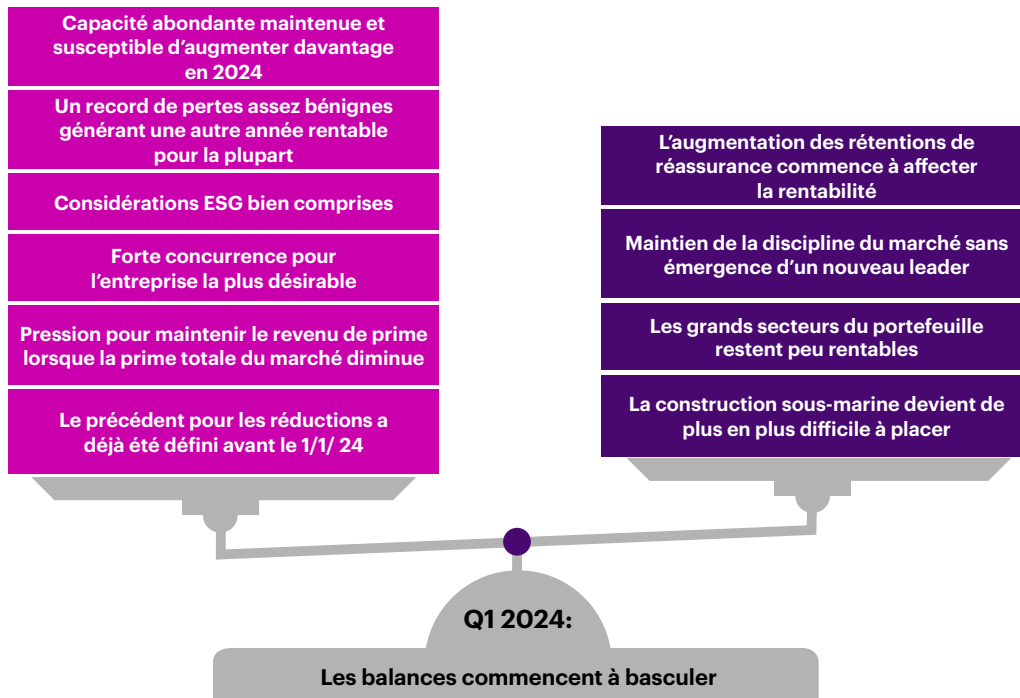 Capacité abondante maintenue et
susceptible d'augmenter davantage
en 2024
Un record de pertes assez bénignes
générant une autre année rentable
pour la plupart
Considérations ESG bien comprises
Forte concurrence pour
l'entreprise la plus désirable
Pression pour maintenir le revenu de prime
lorsque la prime totale du marché diminue
Le précédent pour les réductions a
déjà été défini avant le 1/1/ 24
L'augmentation des rétentions de
réassurance commence à affecter
la rentabilité
Maintien de la discipline du marché sans
émergence d'un nouveau leader
Les grands secteurs du portefeuille
restent peu rentables
La construction sous-marine devient de
plus en plus difficile à placer
Q1 2024:
Les balances commencent à basculer